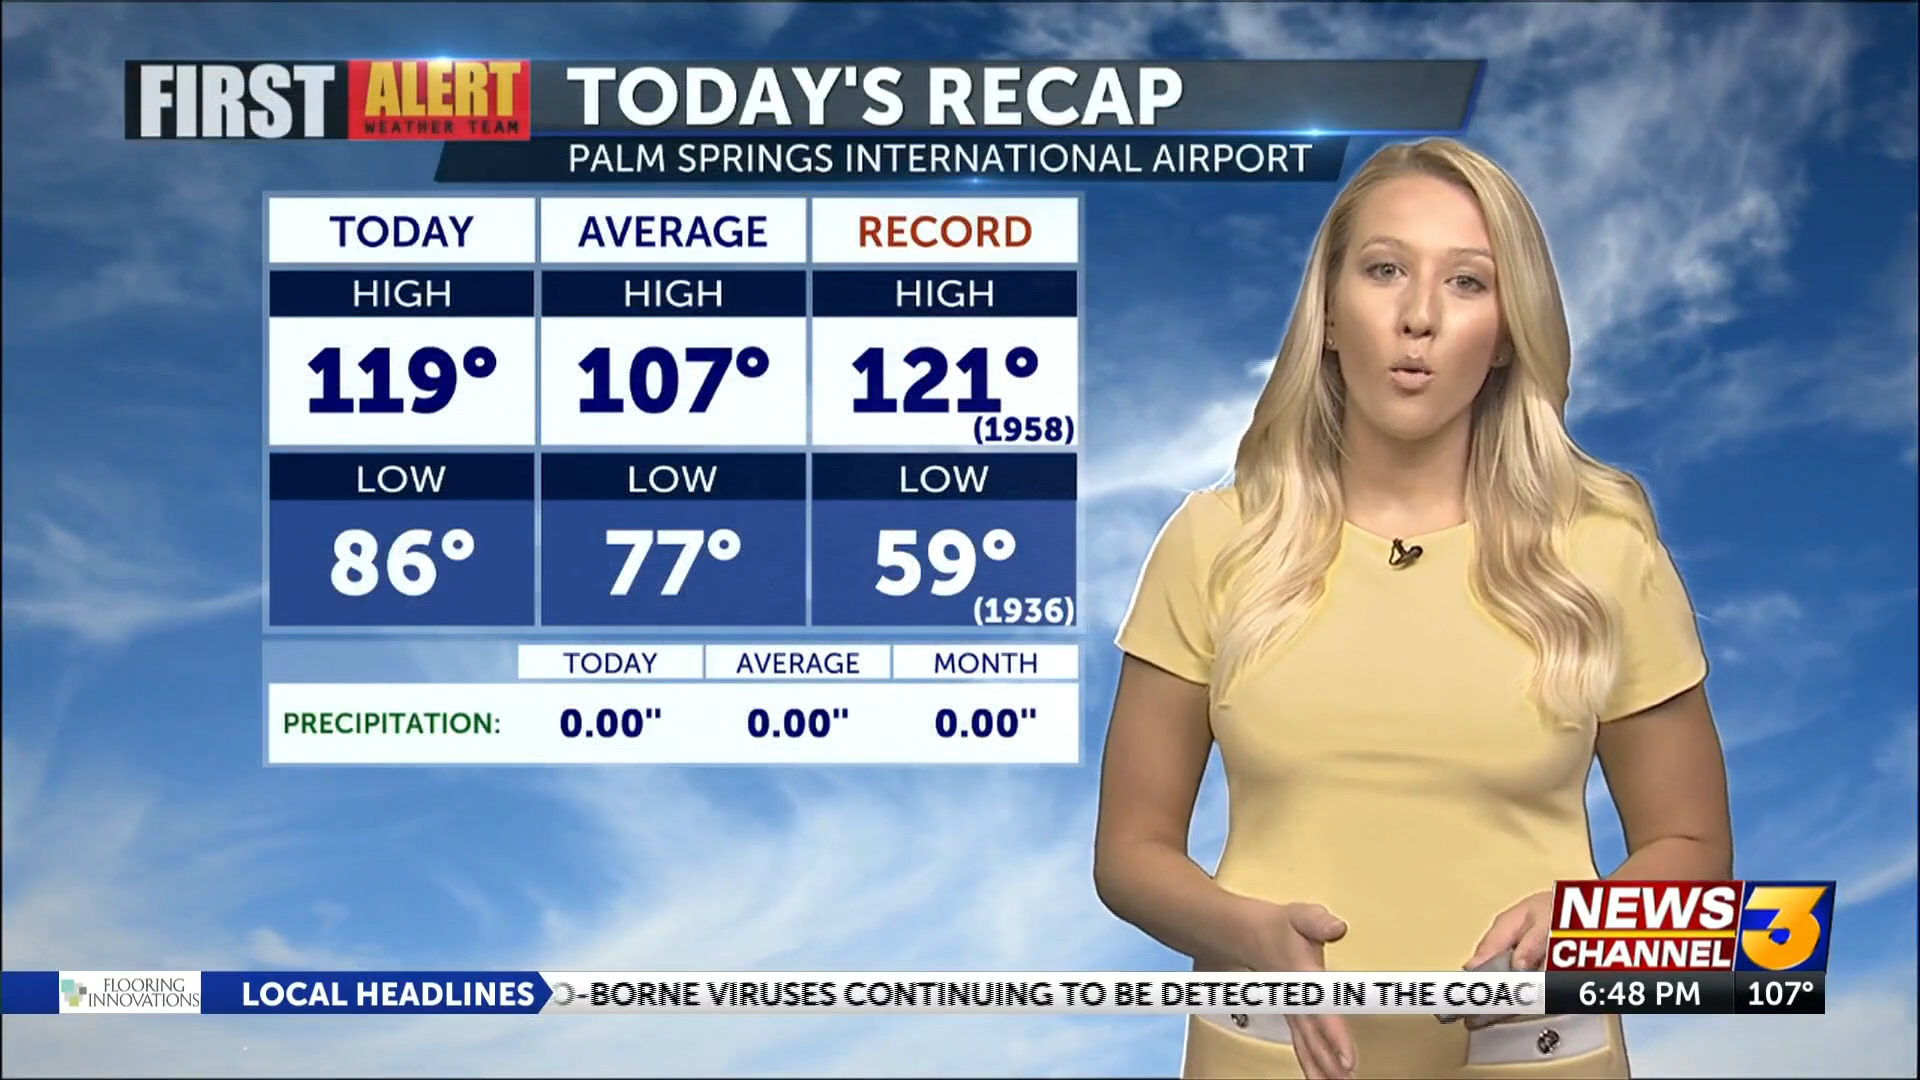 FIRST ALERT
WEATHER TEAM
TODAY'S RECAP
PALM SPRINGS INTERNATIONAL AIRPORT
TODAY AVERAGE RECORD
HIGH HIGH HIGH
119° 107° 121°
(1958)
LOW LOW LOW
86° 77° 59°
(1936)
TODAY AVERAGE MONTH
PRECIPITATION: 0.00" 0.00" 0.00"
NEWS
CHANNEL 3
FLOORING
INNOVATIONS
LOCAL HEADLINES
-BORNE VIRUSES CONTINUING TO BE DETECTED IN THE
6:48 PM 107°